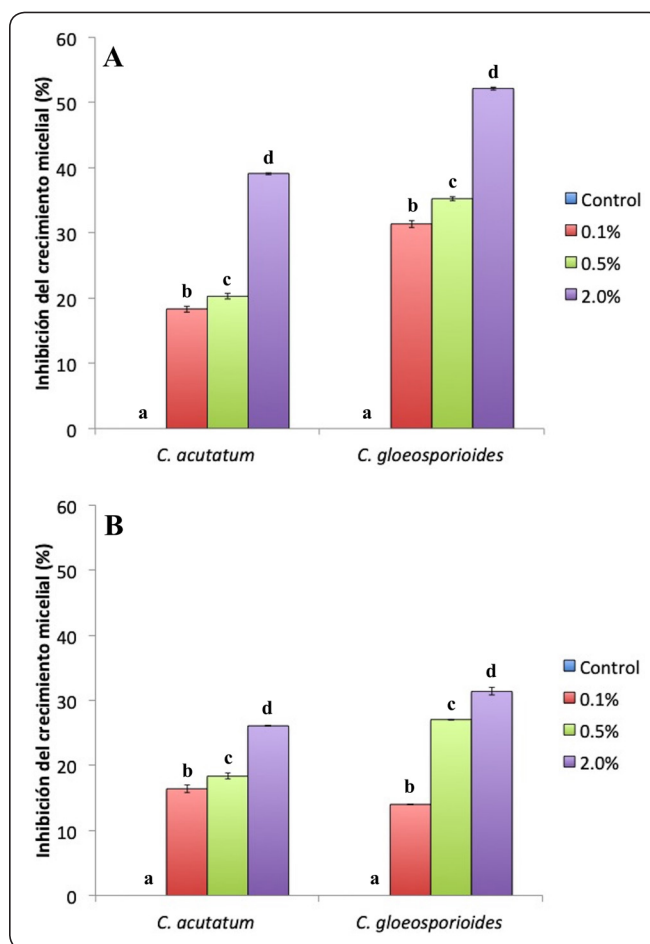 A
Inhibición del crecimiento micelial (%)
60
50
40
30
20
10
0
a
b
c
d
a
b
c
d
C. acutatum
C. gloeosporioides
Control
0.1%
0.5%
2.0%
B
Inhibición del crecimiento micelial (%)
60
50
40
30
20
10
0
a
b
c
d
a
b
c
d
C. acutatum
C. gloeosporioides
Control
0.1%
0.5%
2.0%